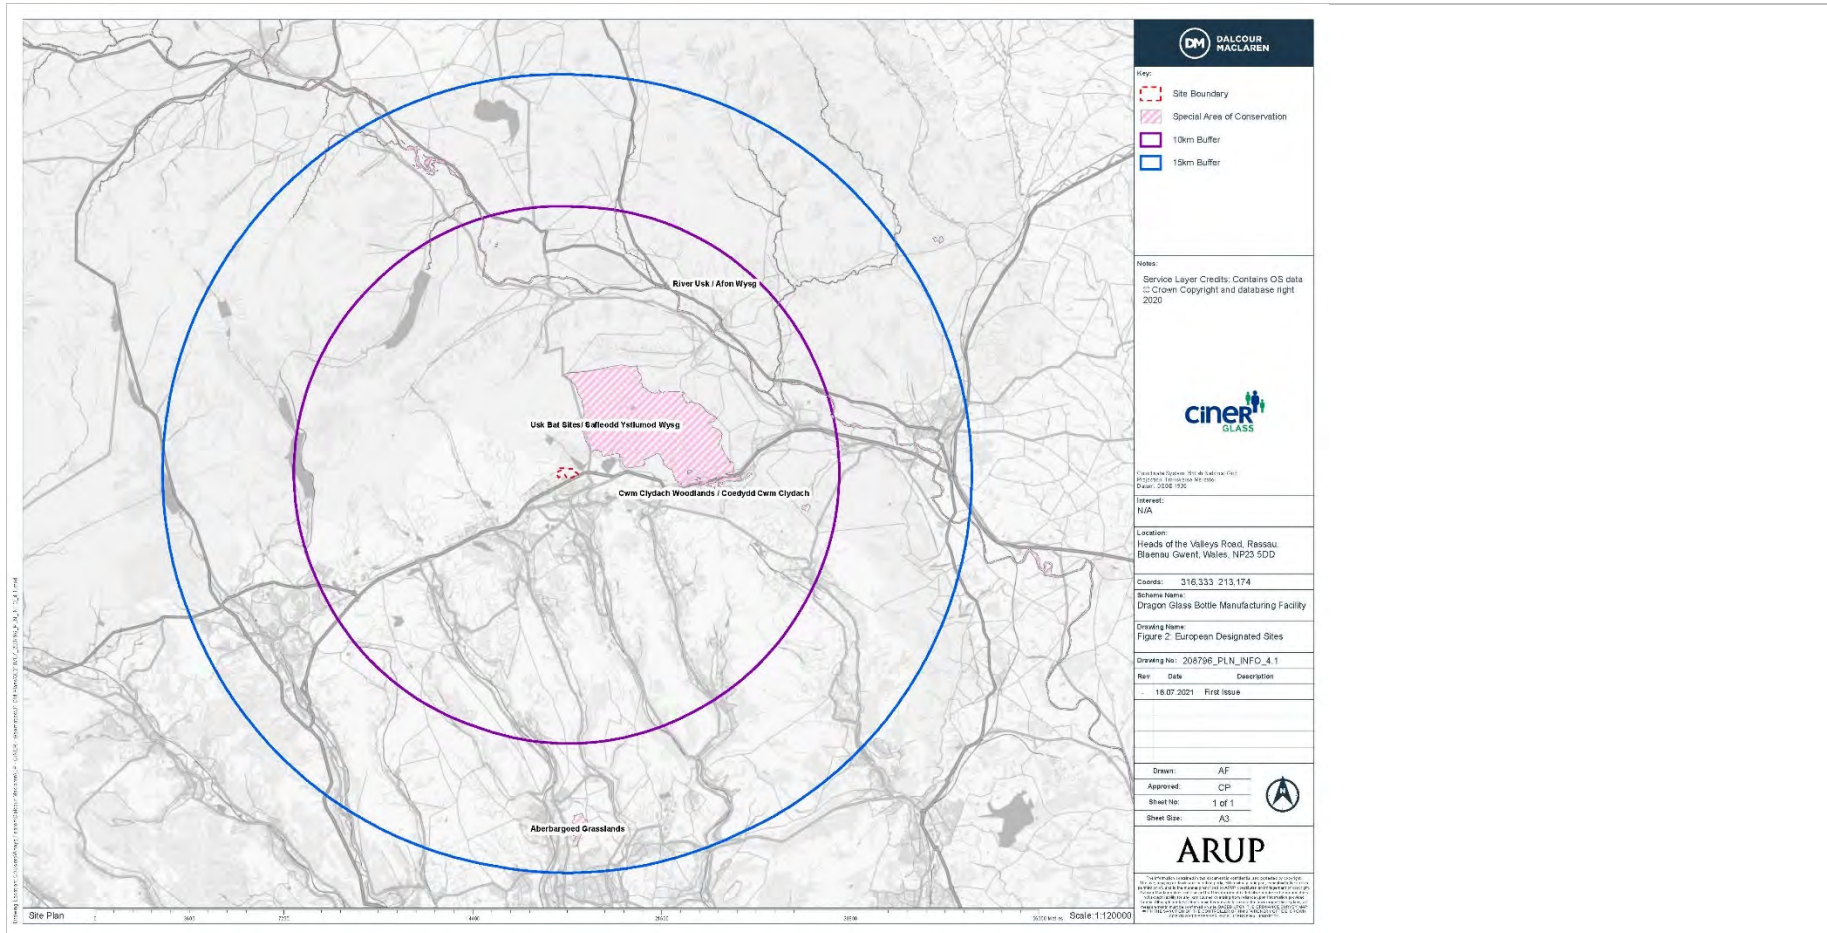 River Usk / Afon Wysg
Usk Bat Sites/ Safleoedd Ystlumod Wysg
Cwm Clydach Woodlands / Coedydd Cwm Clydach
Aberbargoed Grasslands
Site Plan
0
3600
7200
Scale:1:120000
DM
DALCOUR
MACLAREN
Key:
Site Boundary
Special Area of Conservation
10km Buffer
15km Buffer
Notes:
Service Layer Credits: Contains OS data
© Crown Copyright and database right
2020
ciner
GLASS
Interest:
N/A
Location:
Heads of the Valleys Road, Rassau,
Blaenau Gwent, Wales, NP23 5DD
Coords: 316,333 213,174
Scheme Name:
Dragon Glass Bottle Manufacturing Facility
Drawing Name:
Figure 2: European Designated Sites
Drawing No: 208796_PLN_INFO_4.1
Rev Date Description
- 16.07.2021 First Issue
Drawn: AF
Approved: CP
Sheet No: 1 of 1
Sheet Size: A3
N
ARUP